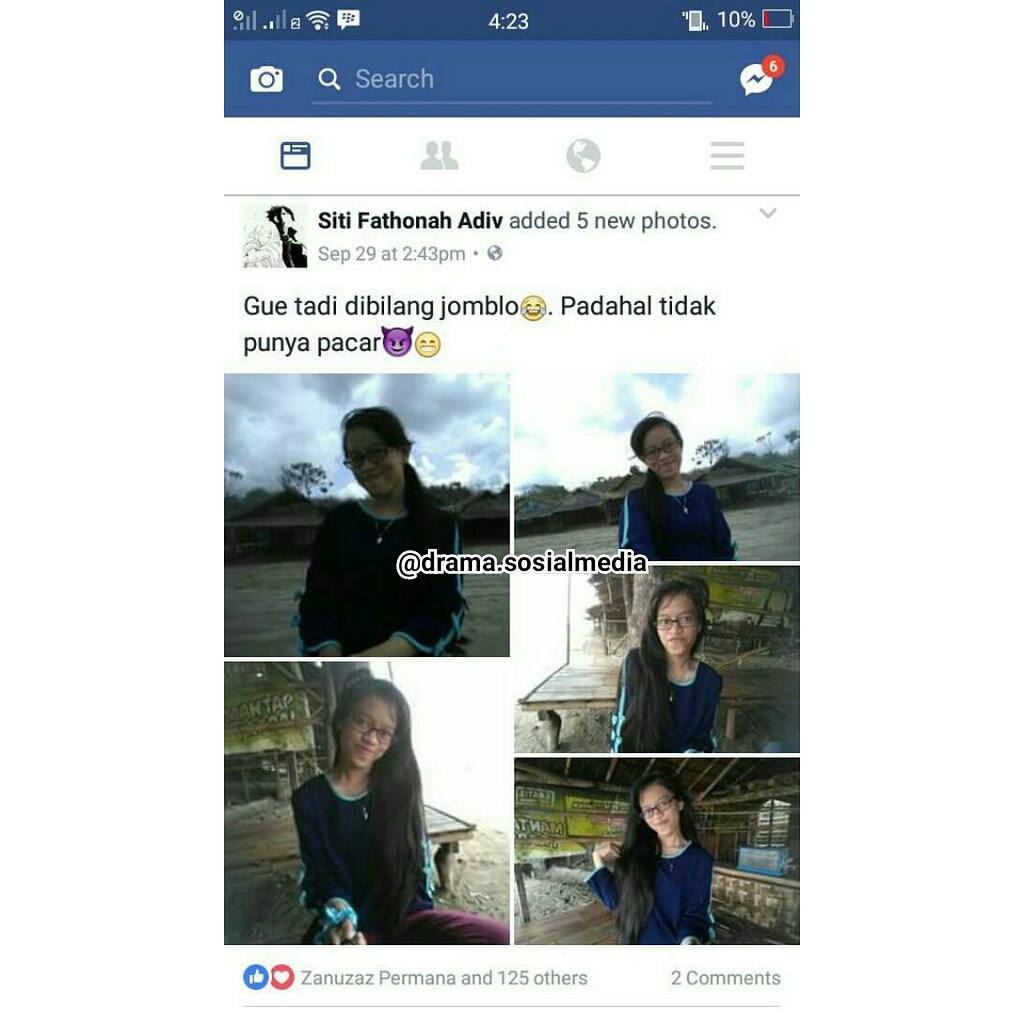 4:23
10%
Search
6
Siti Fathonah Adiv added 5 new photos.
Sep 29 at 2:43pm
Gue tadi dibilang jomblo😂. Padahal tidak
punya pacar😈😁
@drama.sosialmedia
MANTAP
Zanuzaz Permana and 125 others
2 Comments